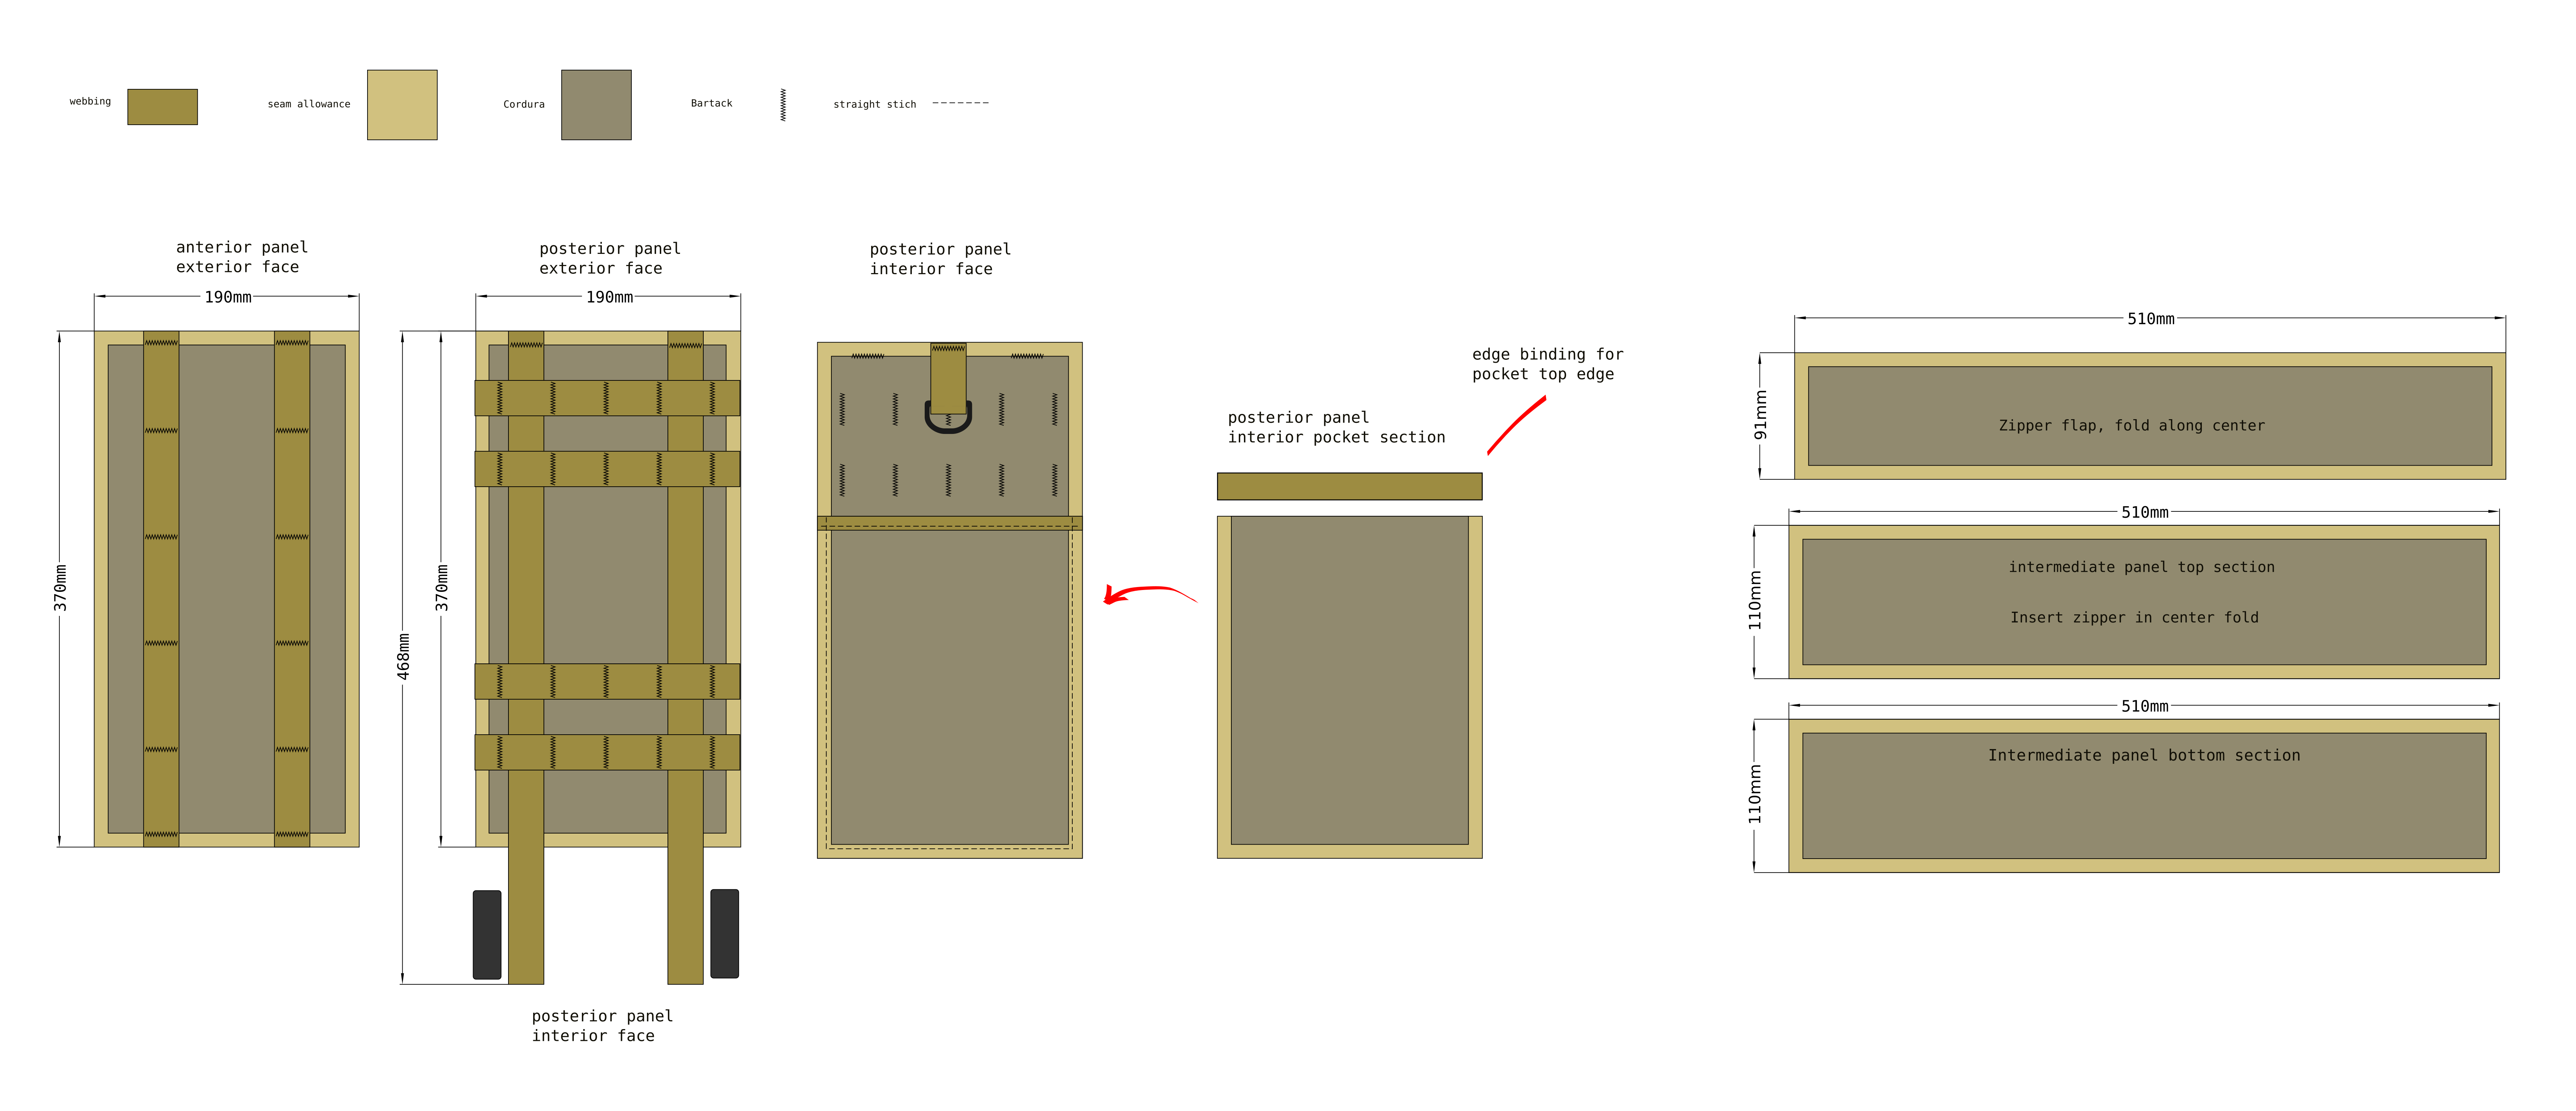 webbing
seam allowance
Cordura
Bartack
straight stich
anterior panel
exterior face
posterior panel
exterior face
posterior panel
interior face
190mm
190mm
370mm
468mm
370mm
posterior panel
interior face
posterior panel
interior pocket section
edge binding for
pocket top edge
510mm
91mm
Zipper flap, fold along center
510mm
110mm
intermediate panel top section
Insert zipper in center fold
510mm
110mm
Intermediate panel bottom section